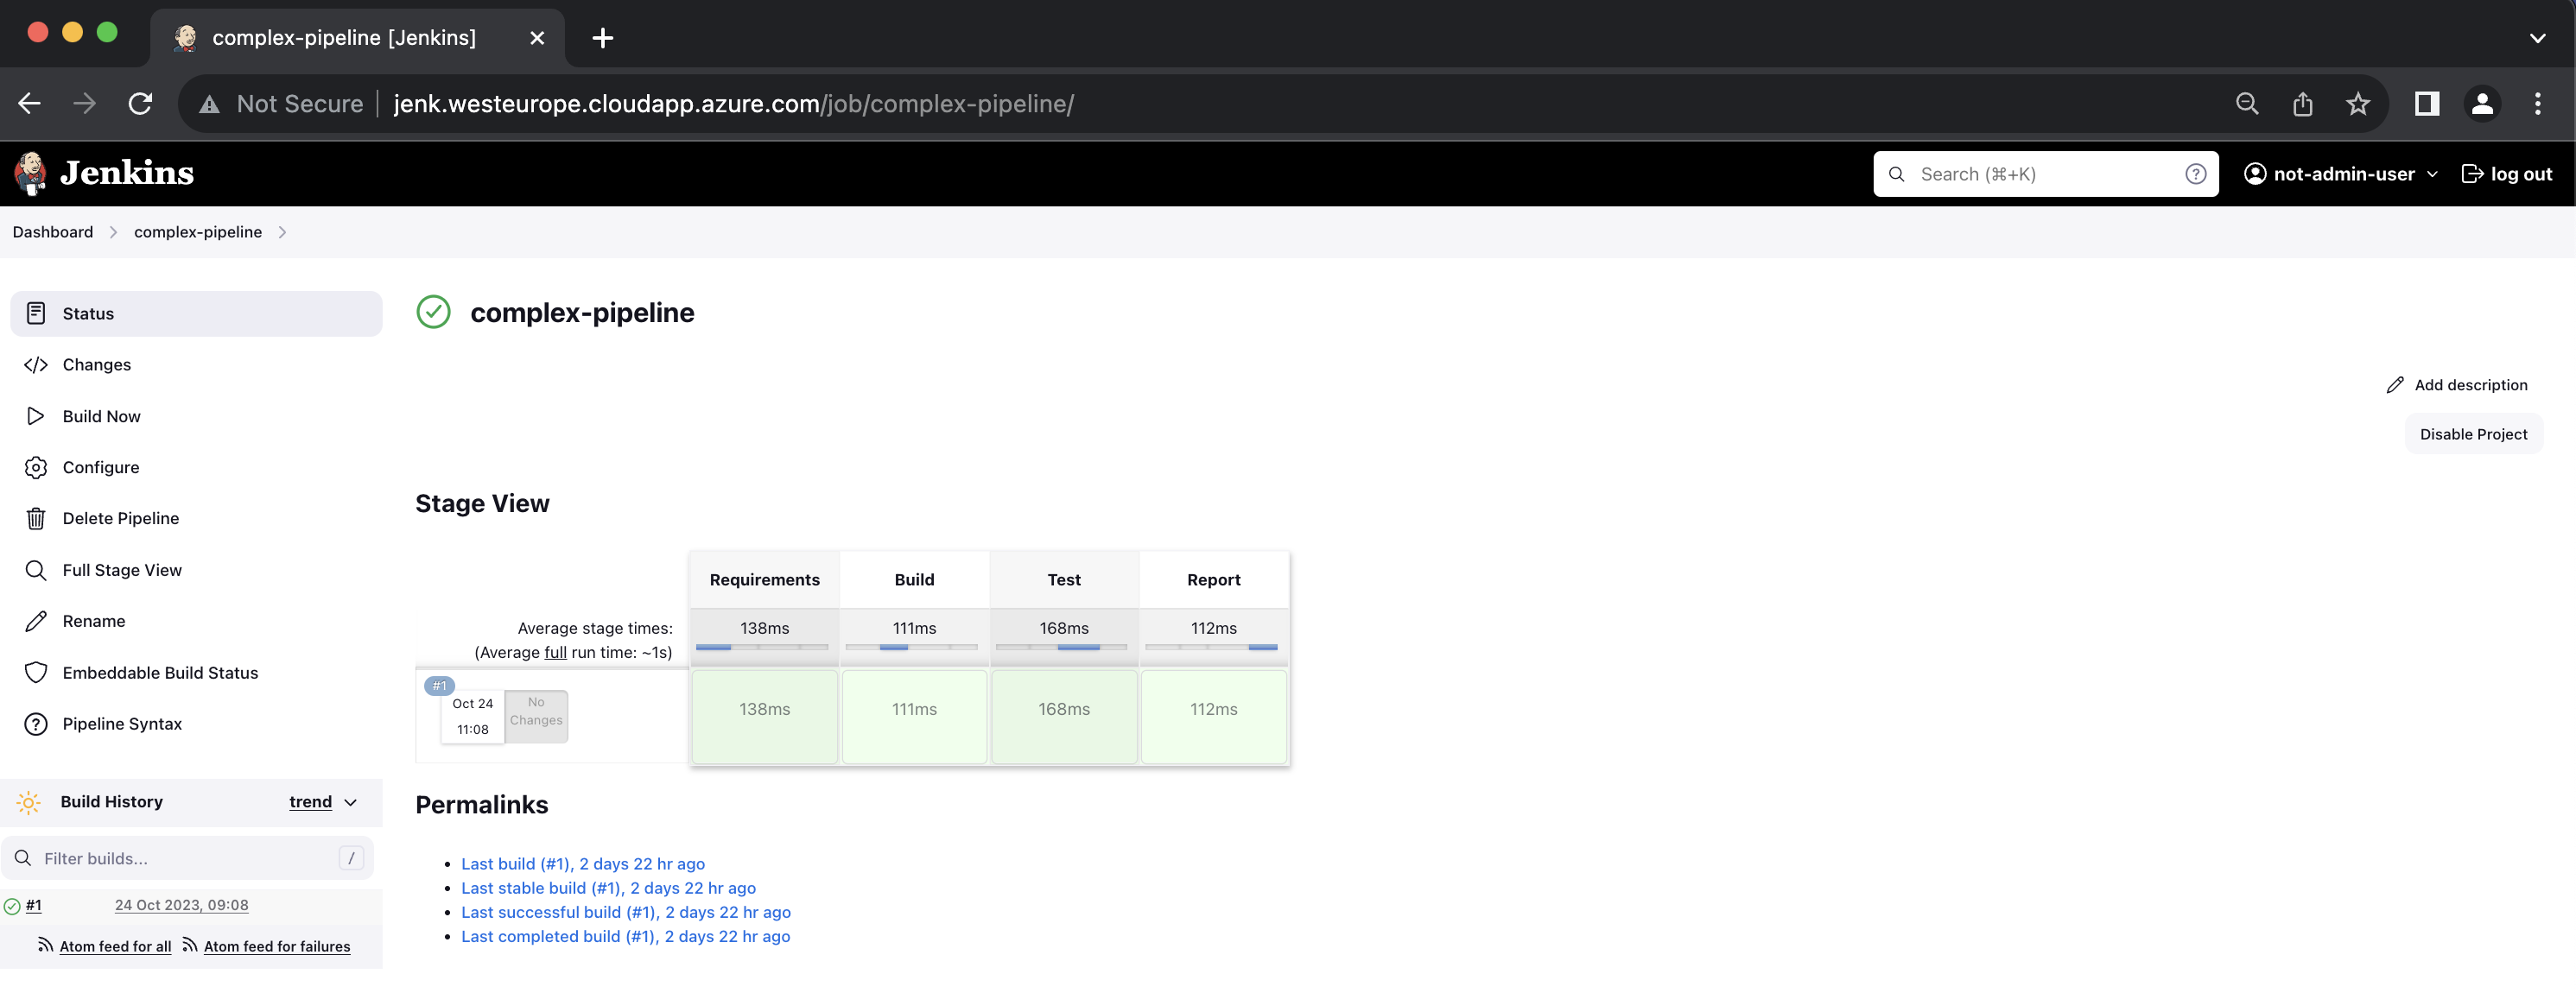 complex-pipeline [Jenkins]
Not Secure | jenk.westeurope.cloudapp.azure.com/job/complex-pipeline/
Jenkins
Search (⌘+K)
not-admin-user
log out
Dashboard
complex-pipeline
Status
Changes
Build Now
Configure
Delete Pipeline
Full Stage View
Rename
Embeddable Build Status
Pipeline Syntax
Build History
trend
Filter builds...
/
#1
24 Oct 2023, 09:08
Atom feed for all
Atom feed for failures
complex-pipeline
Add description
Disable Project
Stage View
Requirements Build Test Report
Average stage times:
(Average full run time: ~1s)
138ms 111ms 168ms 112ms
#1
Oct 24
11:08
No
Changes
138ms 111ms 168ms 112ms
Permalinks
Last build (#1), 2 days 22 hr ago
Last stable build (#1), 2 days 22 hr ago
Last successful build (#1), 2 days 22 hr ago
Last completed build (#1), 2 days 22 hr ago